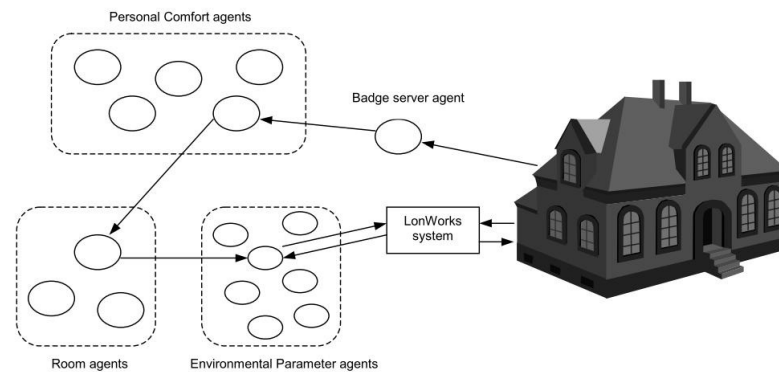 Personal Comfort agents
Badge server agent
LonWorks
system
Room agents
Environmental Parameter agents